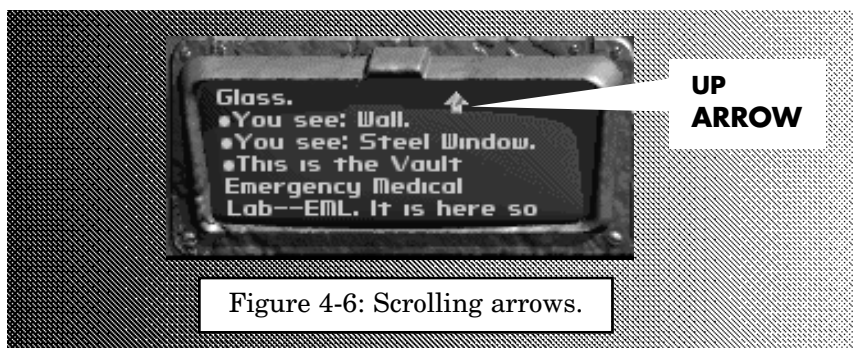 Glass.
•You see: Wall.
•You see: Steel Window.
•This is the Vault
Emergency Medical
Lab--EML. It is here so
UP
ARROW
Figure 4-6: Scrolling arrows.